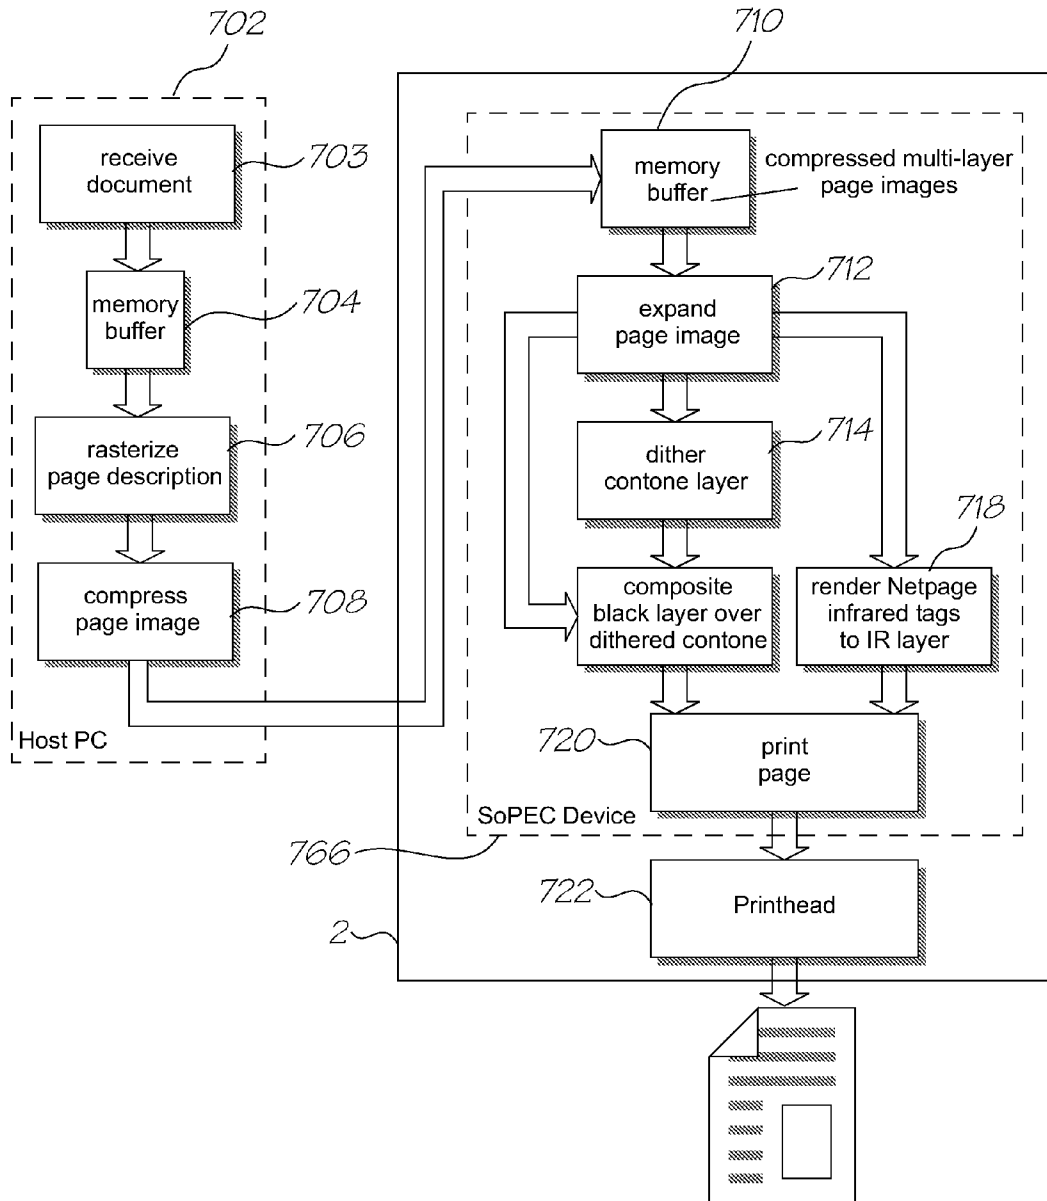 702
receive
document
703
memory
buffer
704
rasterize
page description
706
compress
page image
708
Host PC
710
memory
buffer
compressed multi-layer
page images
expand
page image
712
dither
contone layer
714
composite
black layer over
dithered contone
718
render Netpage
infrared tags
to IR layer
720
print
page
SoPEC Device
766
722
Printhead
2